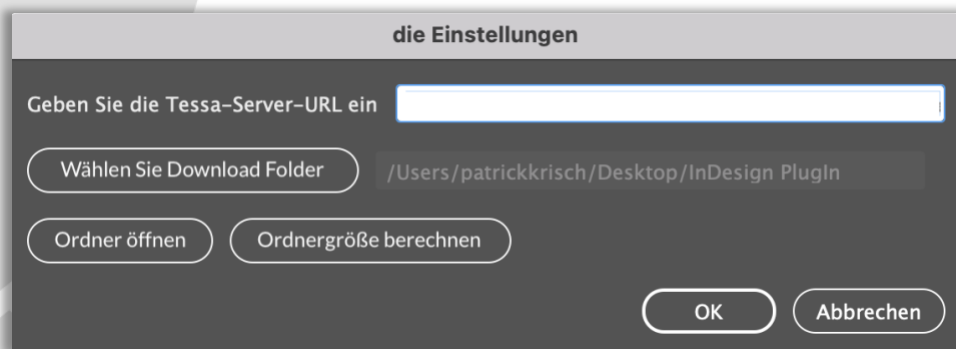 die Einstellungen
Geben Sie die Tessa-Server-URL ein
Wählen Sie Download Folder /Users/patrickkrisch/Desktop/InDesign PlugIn
Ordner öffnen Ordnergröße berechnen
OK Abbrechen